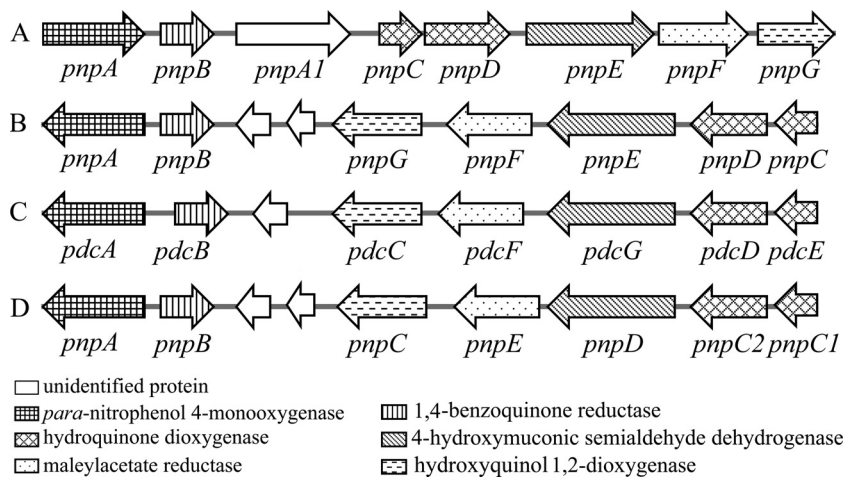 A
pnpA pnpB pnpA1 pnpC pnpD pnpE pnpF pnpG
B
pnpA pnpB pnpG pnpF pnpE pnpD pnpC
C
pdcA pdcB pdcC pdcF pdcG pdcD pdcE
D
pnpA pnpB pnpC pnpE pnpD pnpC2 pnpC1
unidentified protein
para-nitrophenol 4-monooxygenase
hydroquinone dioxygenase
maleylacetate reductase
1,4-benzoquinone reductase
4-hydroxymuconic semialdehyde dehydrogenase
hydroxyquinol 1,2-dioxygenase